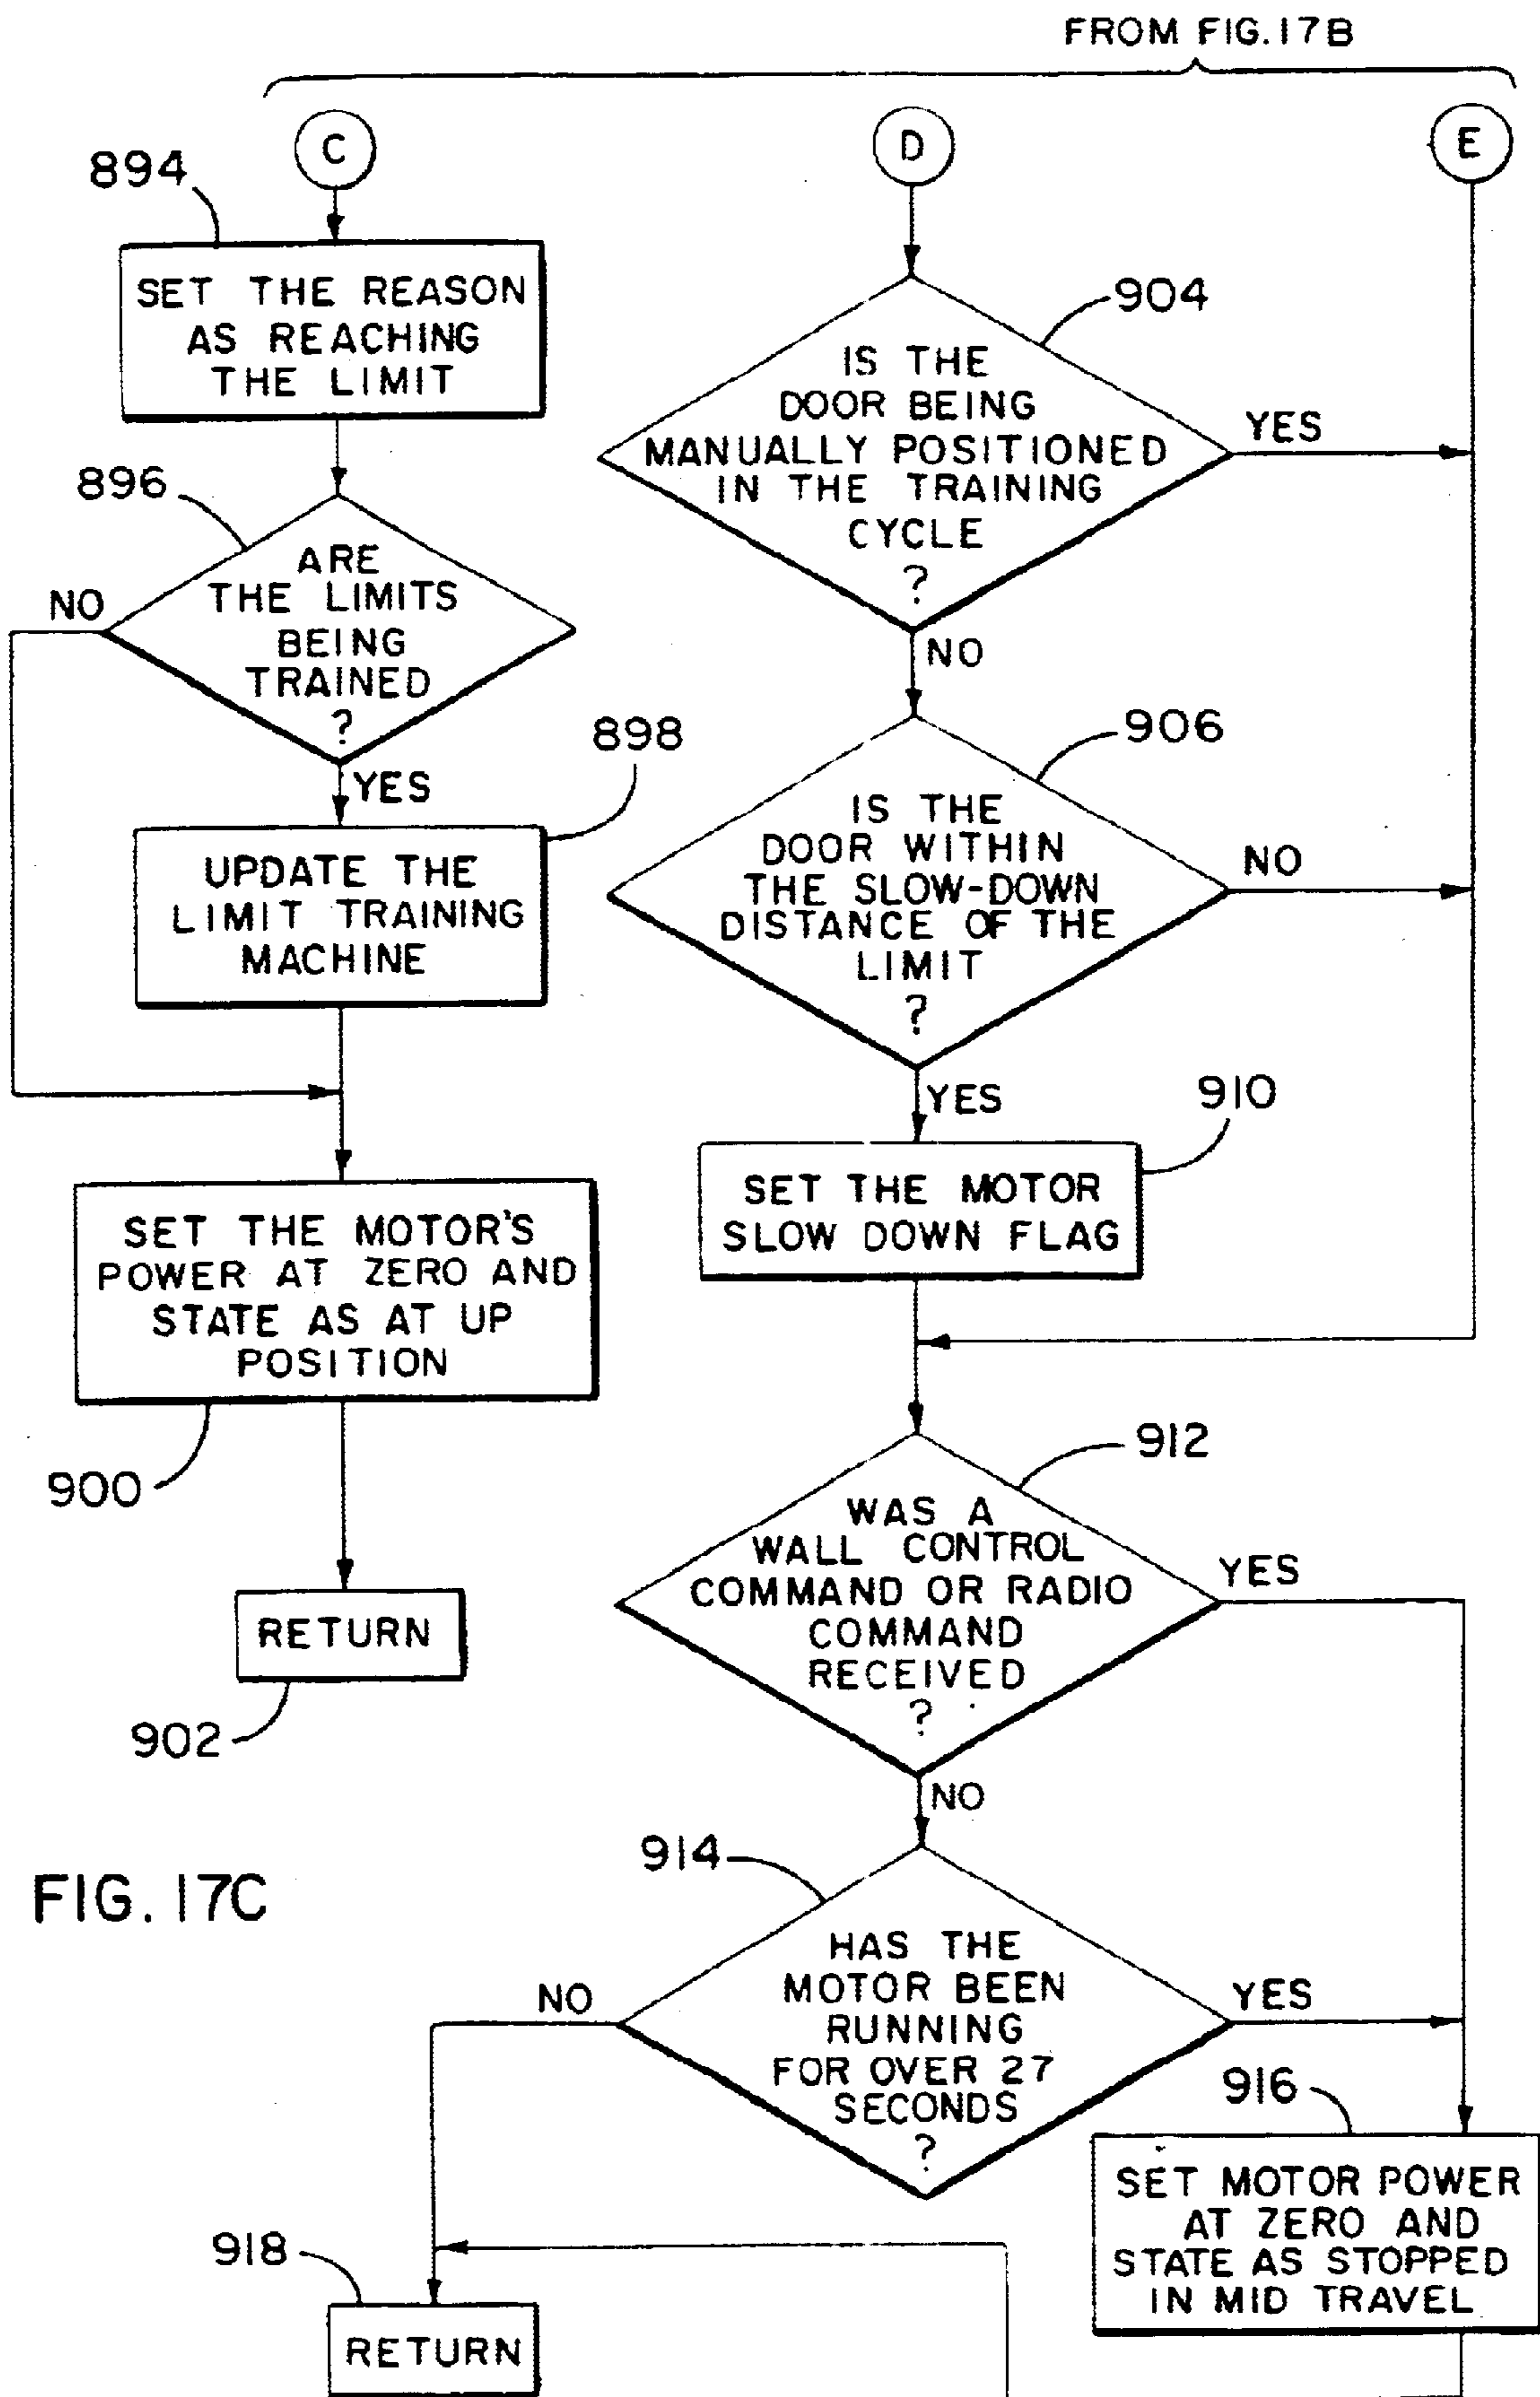 FROM FIG. 17B
C
894
SET THE REASON
AS REACHING
THE LIMIT
896
ARE
THE LIMITS
BEING
TRAINED
?
NO
YES
898
UPDATE THE
LIMIT TRAINING
MACHINE
SET THE MOTOR'S
POWER AT ZERO AND
STATE AS AT UP
POSITION
900
RETURN
902
D
904
IS THE
DOOR BEING
MANUALLY POSITIONED
IN THE TRAINING
CYCLE
?
YES
NO
906
IS THE
DOOR WITHIN
THE SLOW-DOWN
DISTANCE OF THE
LIMIT
?
NO
YES
910
SET THE MOTOR
SLOW DOWN FLAG
E
912
WAS A
WALL CONTROL
COMMAND OR RADIO
COMMAND
RECEIVED
?
YES
NO
914
HAS THE
MOTOR BEEN
RUNNING
FOR OVER 27
SECONDS
?
NO
YES
916
SET MOTOR POWER
AT ZERO AND
STATE AS STOPPED
IN MID TRAVEL
918
RETURN
FIG. 17C